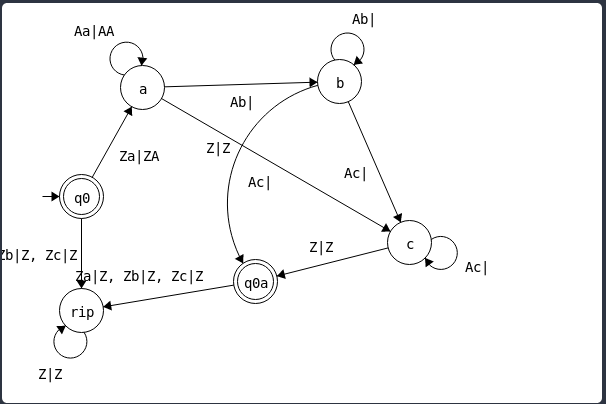 Ab|
Aa|AA
a
b
Ab|
Z|Z
Za|ZA
Ac|
Ac|
q0
c
Z|Z
Ac|
Zb|Z, Zc|Z
Za|Z, Zb|Z, Zc|Z
q0a
rip
Z|Z